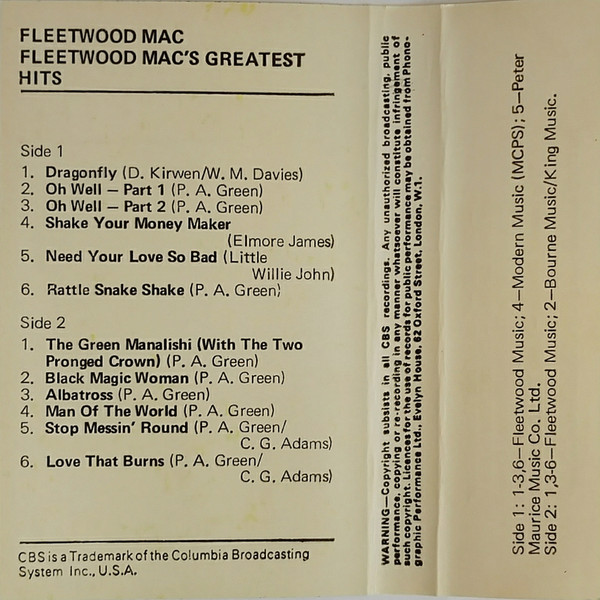 FLEETWOOD MAC
FLEETWOOD MAC'S GREATEST
HITS
Side 1
1. Dragonfly (D. Kirwen/W. M. Davies)
2. Oh Well – Part 1 (P. A. Green)
3. Oh Well – Part 2 (P. A. Green)
4. Shake Your Money Maker
(Elmore James)
5. Need Your Love So Bad (Little
Willie John)
6. Rattle Snake Shake (P. A. Green)
Side 2
1. The Green Manalishi (With The Two
Pronged Crown) (P. A. Green)
2. Black Magic Woman (P. A. Green)
3. Albatross (P. A. Green)
4. Man Of The World (P. A. Green)
5. Stop Messin' Round (P. A. Green/
C. G. Adams)
6. Love That Burns (P. A. Green/
C. G. Adams)
CBS is a Trademark of the Columbia Broadcasting
System Inc., U.S.A.
WARNING—Copyright subsists in all CBS recordings. Any unauthorized broadcasting, public
performance, copying or re-recording in any manner whatsoever will constitute infringement of
such copyright. Licences for the use of records for public performance may be obtained from Phono-
graphic Performance Ltd., Evelyn House, 62 Oxford Street, London, W.1.
Side 1: 1-3,6—Fleetwood Music; 4—Modern Music (MCPS); 5—Peter
Maurice Music Co. Ltd.
Side 2: 1,3-6—Fleetwood Music; 2—Bourne Music/King Music.